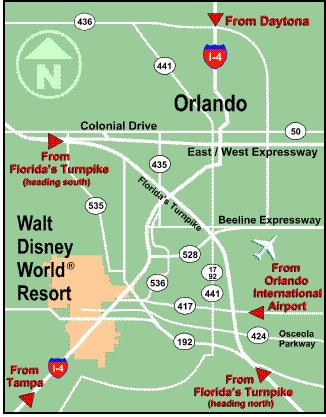 436
From Daytona
441
I-4
N
Orlando
Colonial Drive
50
East / West Expressway
From
Florida's Turnpike
(heading south)
435
Florida's Turnpike
535
Beeline Expressway
Walt
Disney
World®
Resort
528
From
Orlando
International
Airport
17
92
441
536
417
424
Osceola
Parkway
192
I-4
From
Tampa
From
Florida's Turnpike
(heading north)